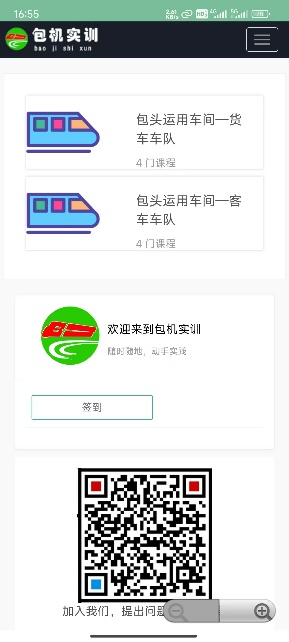 16:55
包机实训
bao ji shi xun
包头运用车间—货
车车队
4 门课程
包头运用车间—客
车车队
4 门课程
欢迎来到包机实训
随时随地，动手实践
签到
加入我们，提出问题